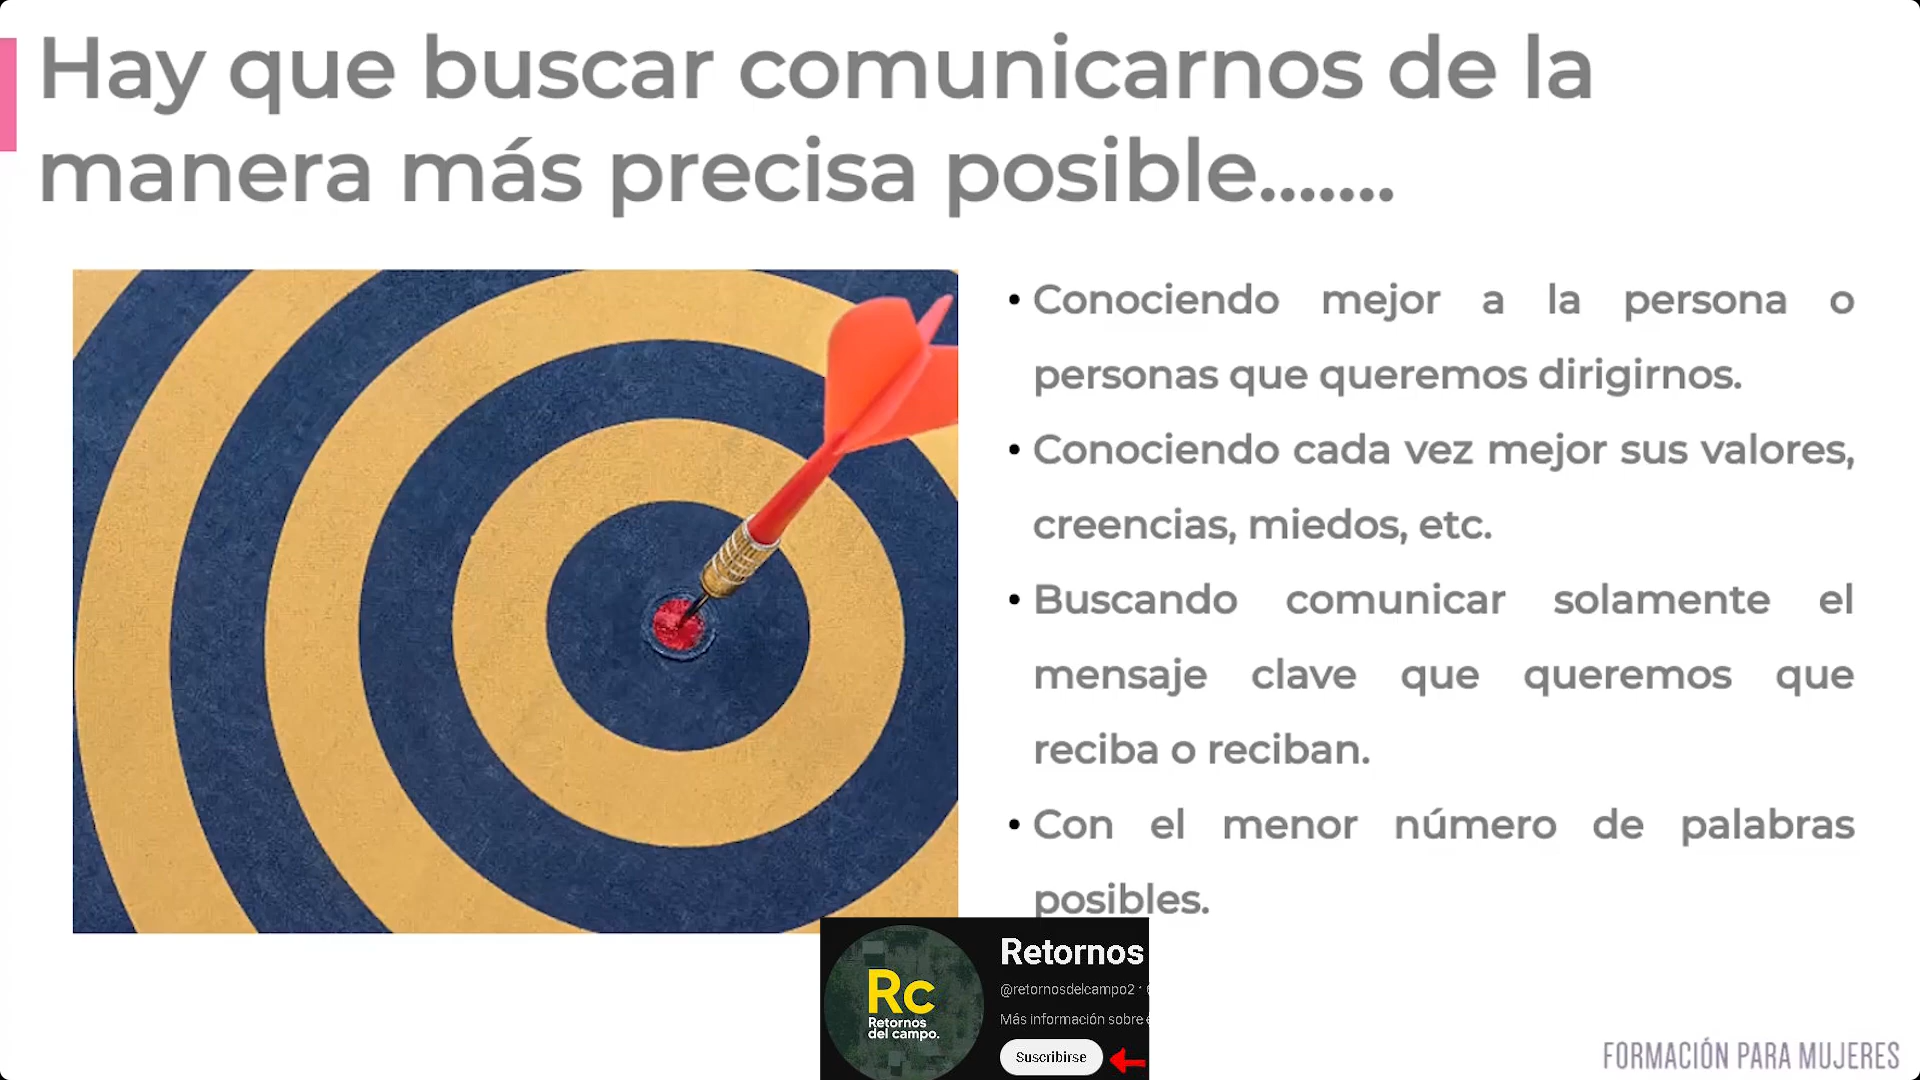 Hay que buscar comunicarnos de la
manera más precisa posible.......
• Conociendo mejor a la persona o
personas que queremos dirigirnos.
• Conociendo cada vez mejor sus valores,
creencias, miedos, etc.
• Buscando comunicar solamente el
mensaje clave que queremos que
reciba o reciban.
• Con el menor número de palabras
posibles.
Rc
Retornos
del campo.
Retornos
@retornosdelcampo2 ·
Más información sobre
Suscribirse
FORMACIÓN PARA MUJERES